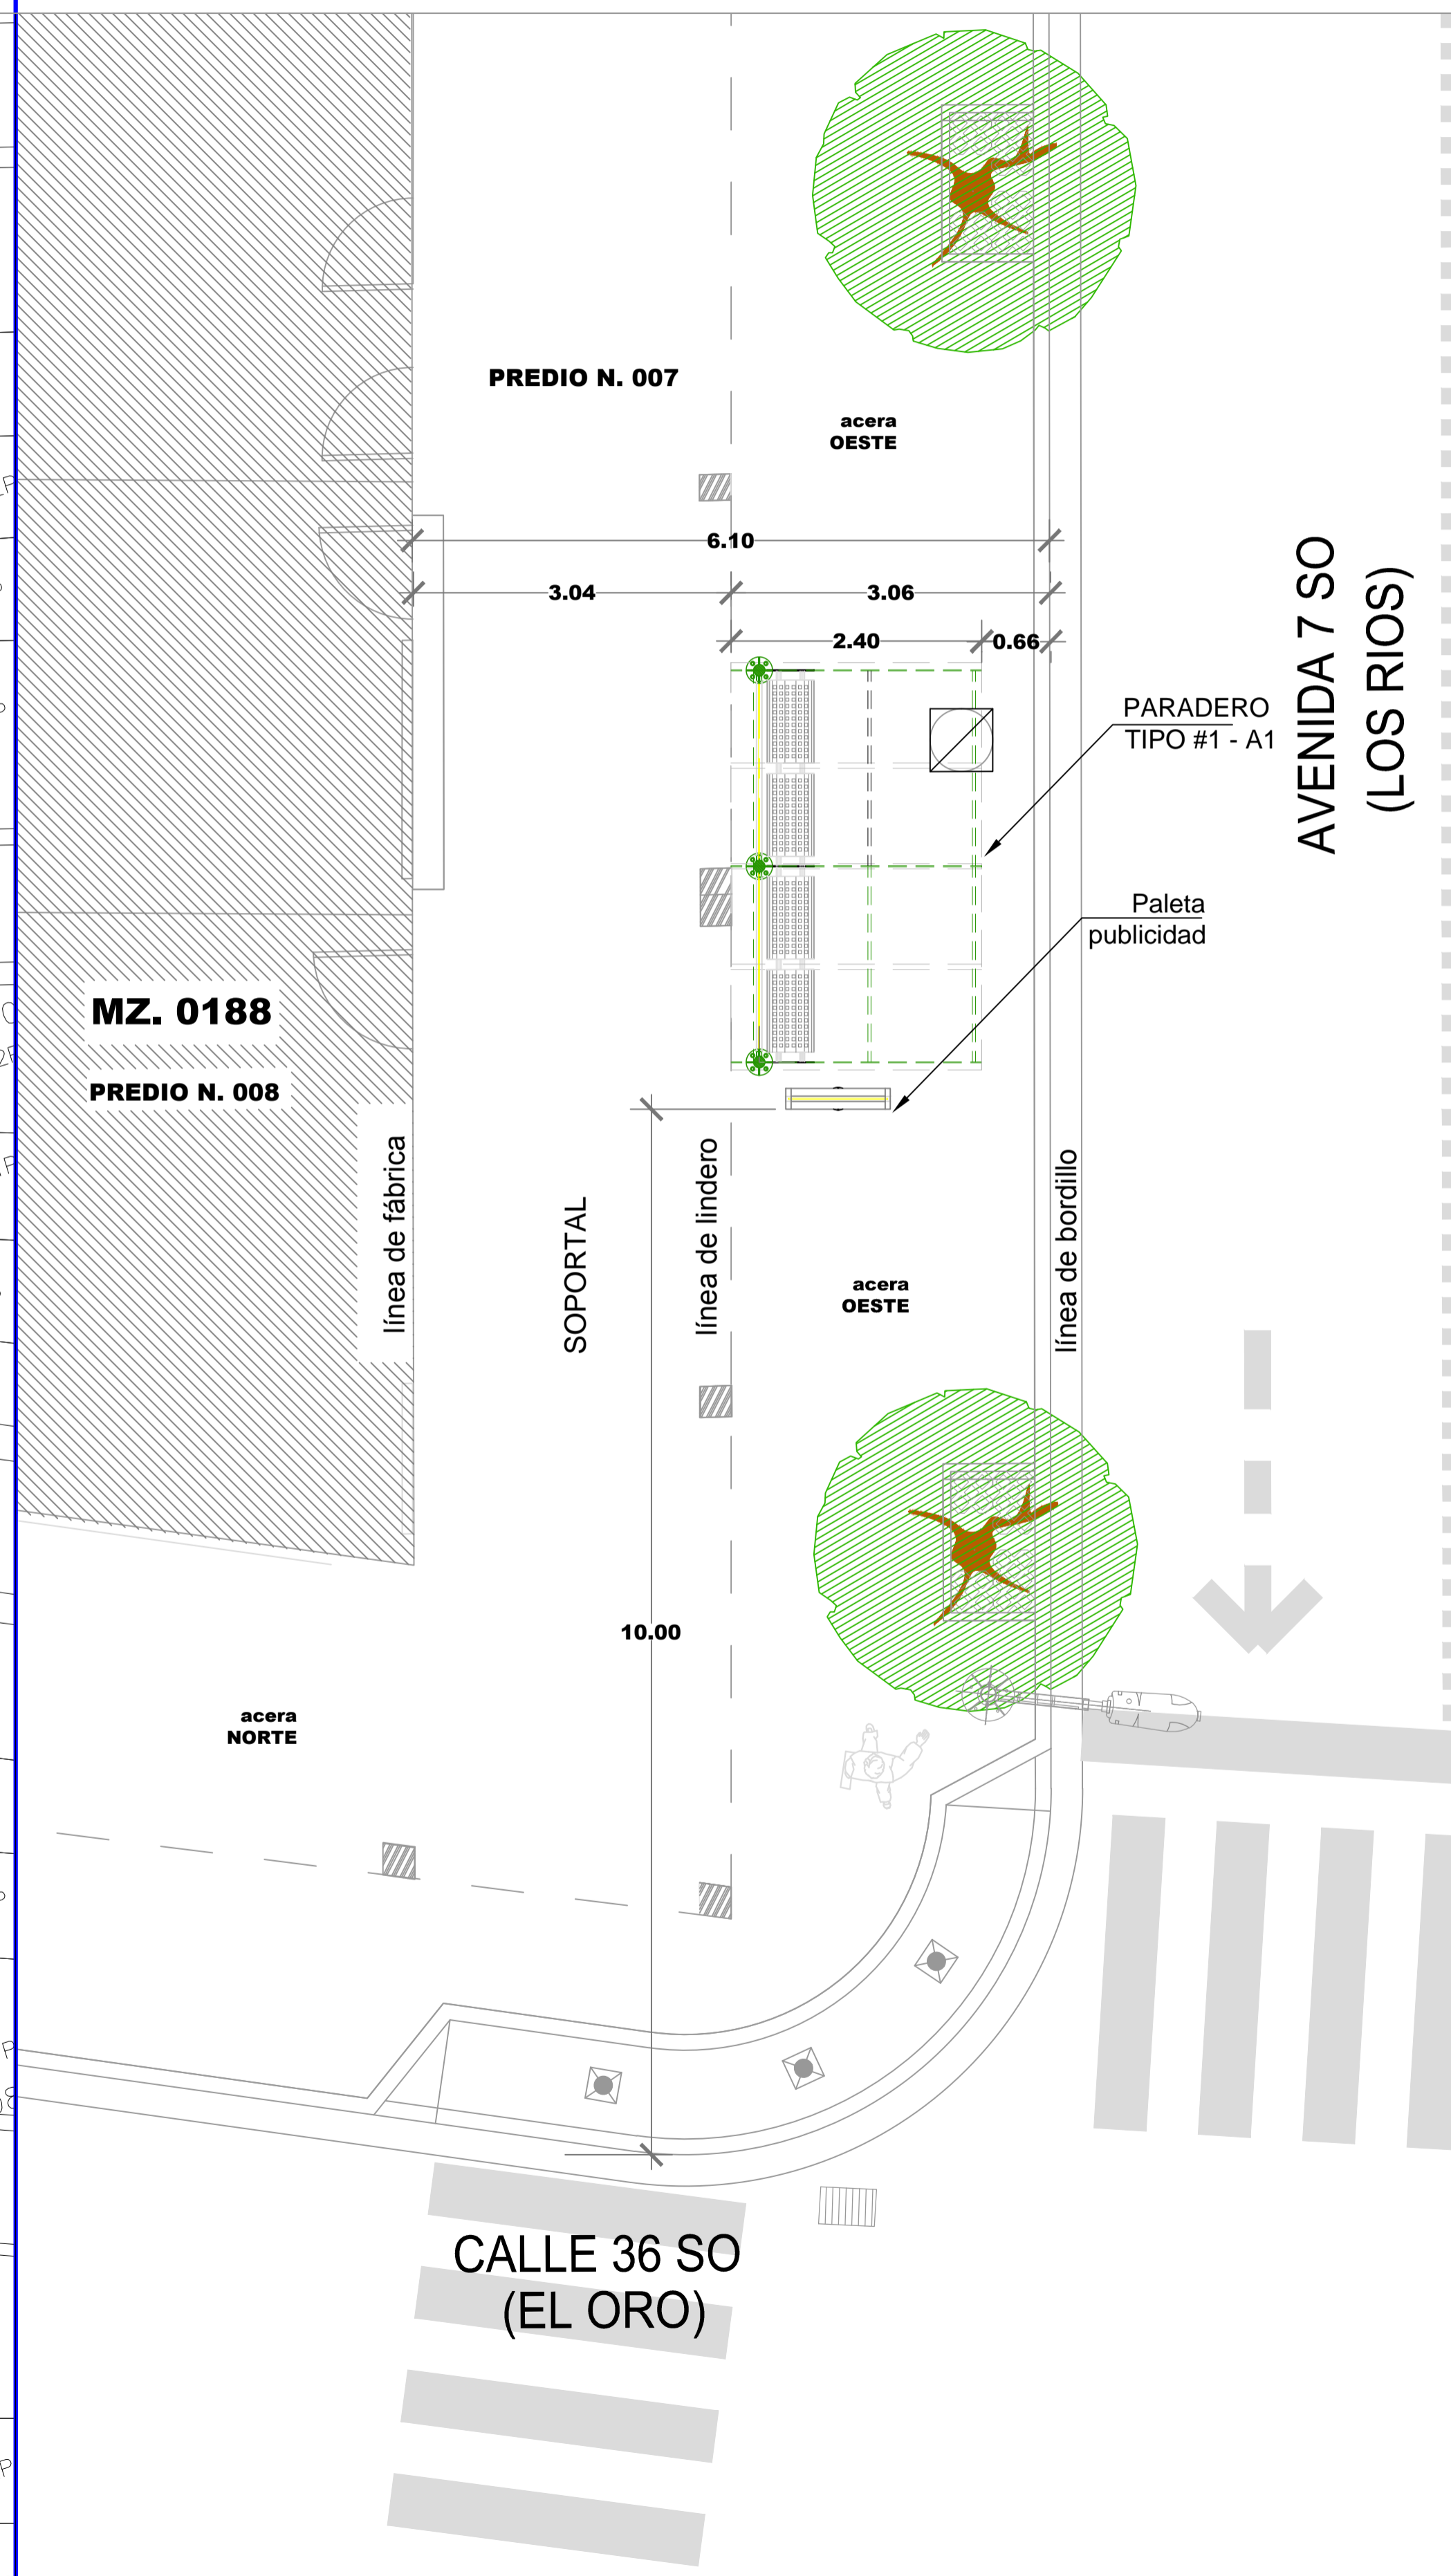 PREDIO N. 007
acera
OESTE
6.10
3.04
3.06
2.40
0.66
AVENIDA 7 SO
(LOS RIOS)
PARADERO
TIPO #1 - A1
Paleta
publicidad
MZ. 0188
PREDIO N. 008
línea de fábrica
SOPORTAL
línea de lindero
línea de bordillo
acera
OESTE
10.00
acera
NORTE
CALLE 36 SO
(EL ORO)